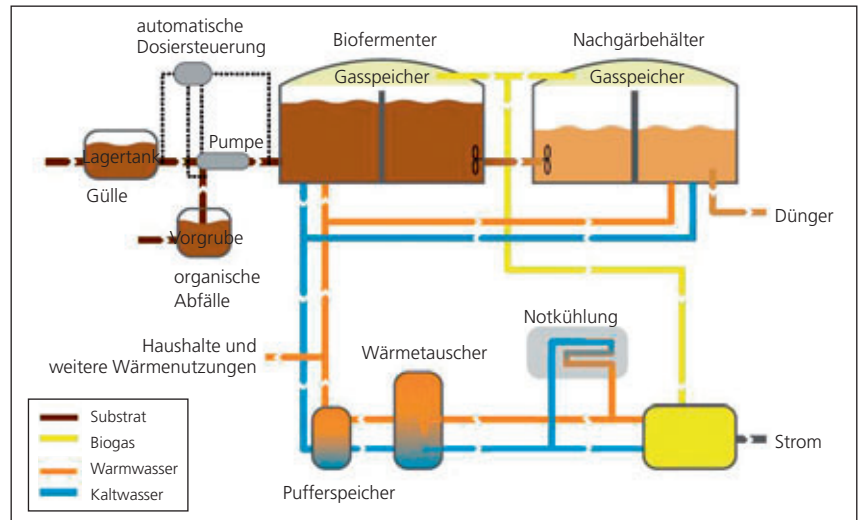 automatische
Dosiersteuerung
Biofermenter
Nachgärbehälter
Gasspeicher
Gasspeicher
Pumpe
Lagertank
Gülle
Vorgrube
organische
Abfälle
Dünger
Notkühlung
Haushalte und
weitere Wärmenutzungen
Wärmetauscher
Substrat
Biogas
Warmwasser
Kaltwasser
Pufferspeicher
Strom